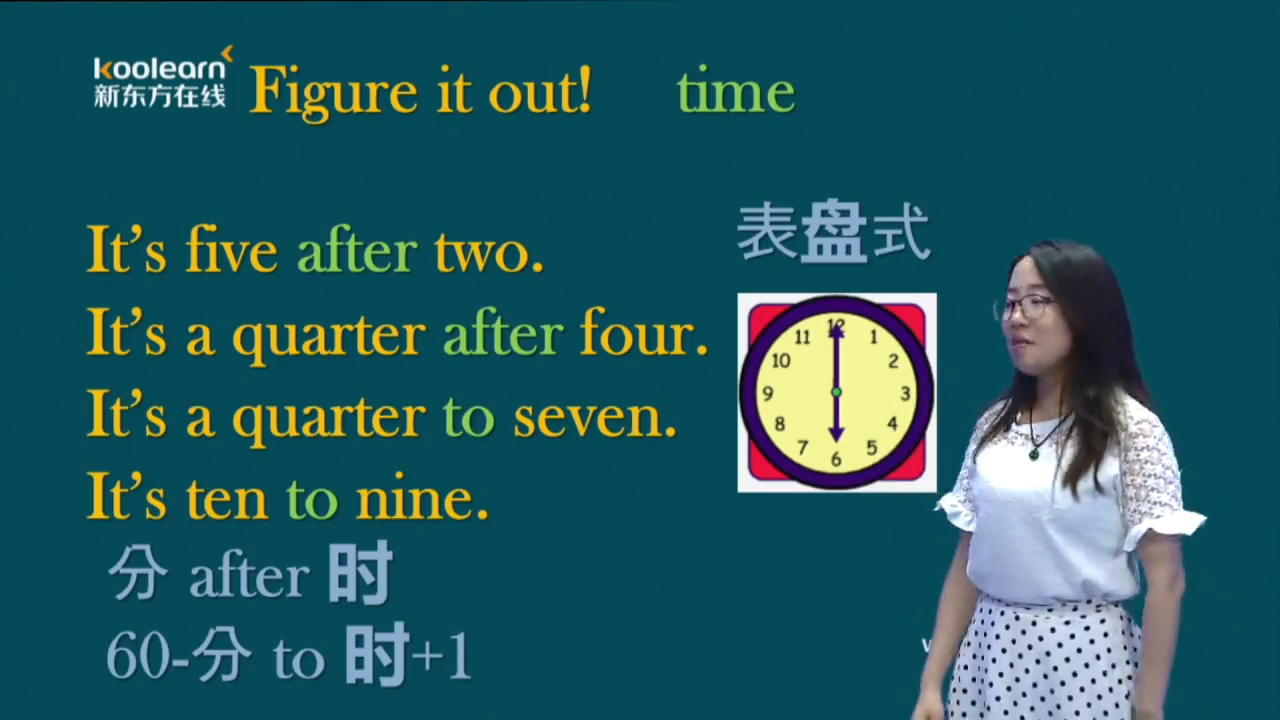 koolearn
新东方在线
Figure it out! time
It's five after two.
It's a quarter after four.
It's a quarter to seven.
It's ten to nine.
分 after 时
60-分 to 时+1
表盘式
12
1
2
3
4
5
6
7
8
9
10
11